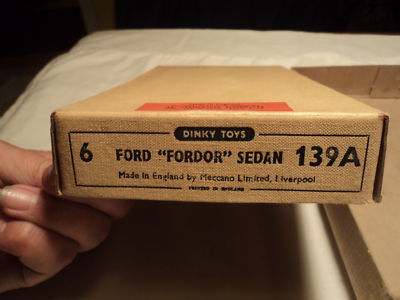 DINKY TOYS
6 FORD "FORDOR" SEDAN 139A
Made in England by Meccano Limited, Liverpool
PRINTED IN ENGLAND